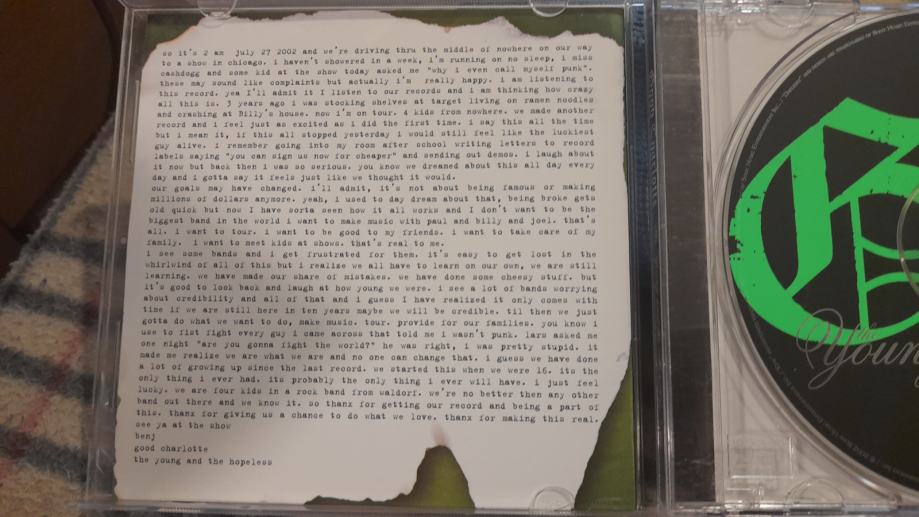 so it's 2 am july 27 2002 and we're driving thru the middle of nowhere on our way
to a show in chicago. i haven't showered in a week, i'm running on no sleep, i miss
cashdogg and some kid at the show today asked me "why i even call myself punk".
these may sound like complaints but actually i'm really happy. i am listening to
this record. yea I'll admit it I listen to our records and i am thinking how crazy
all this is. 3 years ago i was stocking shelves at target living on ramen noodles
and crashing at Billy's house. now i'm on tour. 4 kids from nowhere. we made another
record and i feel just as excited as i did the first time. i say this all the time
but i mean it, if this all stopped yesterday i would still feel like the luckiest
guy alive. i remember going into my room after school writing letters to record
labels saying "you can sign us now for cheaper" and sending out demos. i laugh about
it now but back then i was so serious. you know we dreamed about this all day every
day and i gotta say it feels just like we thought it would.
our goals may have changed. i'll admit, it's not about being famous or making
millions of dollars anymore. yeah, i used to day dream about that, being broke gets
old quick but now I have sorta seen how it all works and I don't want to be the
biggest band in the world i want to make music with paul and billy and joel. that's
all. i want to tour. i want to be good to my friends. i want to take care of my
family. i want to meet kids at shows. that's real to me.
i see some bands and i get frustrated for them. it's easy to get lost in the
whirlwind of all of this but i realize we all have to learn on our own, we are still
learning. we have made our share of mistakes. we have done some cheesy stuff. but
it's good to look back and laugh at how young we were. i see a lot of bands worrying
about credibility and all of that and i guess I have realized it only comes with
time if we are still here in ten years maybe we will be credible. til then we just
gotta do what we want to do, make music. tour. provide for our families. you know i
use to fist fight every guy i came across that told me i wasn't punk. lars asked me
one night "are you gonna fight the world?" he was right, i was pretty stupid. it
made me realize we are what we are and no one can change that. i guess we have done
a lot of growing up since the last record. we started this when we were 16. its the
only thing i ever had. its probably the only thing i ever will have. i just feel
lucky. we are four kids in a rock band from waldorf. we're no better then any other
band out there and we know it. so thanx for getting our record and being a part of
this. thanx for giving us a chance to do what we love. thanx for making this real.
see ya at the show
benj
good charlotte
the young and the hopeless
the
Youn